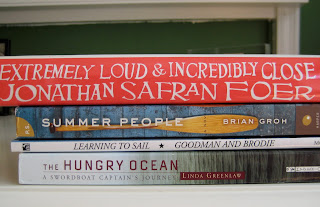 EXTREMELY LOUD & INCREDIBLY CLOSE
JONATHAN SAFRAN FOER
SUMMER PEOPLE BRIAN GROH
LEARNING TO SAIL * GOODMAN AND BRODIE
THE HUNGRY OCEAN
A SWORDBOAT CAPTAIN'S JOURNEY LINDA GREENLAW